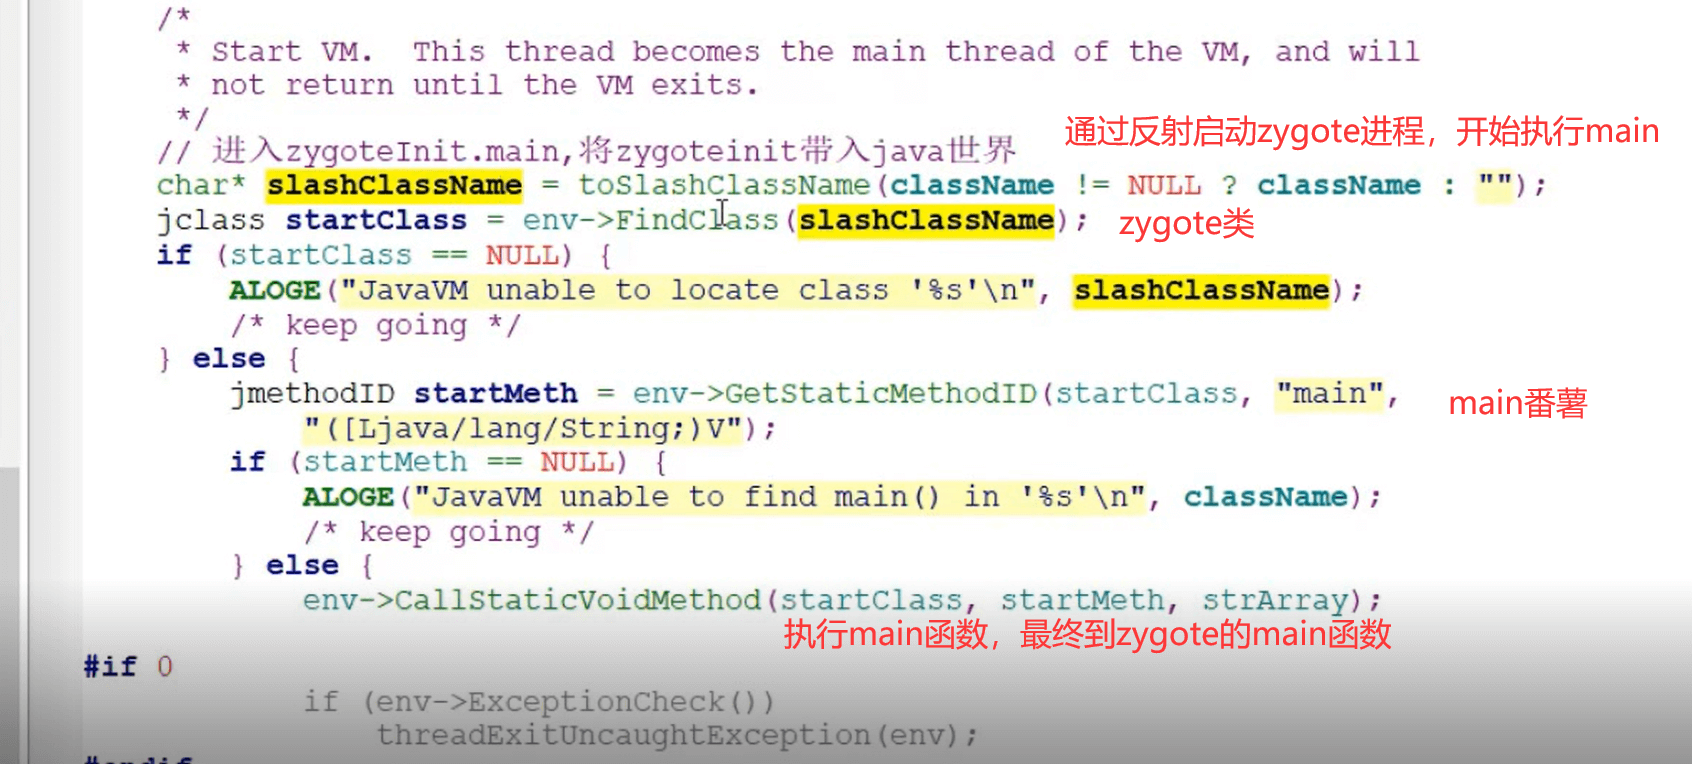 /*
* Start VM.  This thread becomes the main thread of the VM, and will
* not return until the VM exits.
*/
通过反射启动zygote进程，开始执行main
// 进入zygoteInit.main,将zygoteinit带入java世界
char* slashClassName = toSlashClassName(className != NULL ? className : "");
jclass startClass = env->FindClass(slashClassName);
zygote类
if (startClass == NULL) {
ALOGE("JavaVM unable to locate class '%s'\n", slashClassName);
/* keep going */
} else {
jmethodID startMeth = env->GetStaticMethodID(startClass, "main",
main番薯
"([Ljava/lang/String;)V");
if (startMeth == NULL) {
ALOGE("JavaVM unable to find main() in '%s'\n", className);
/* keep going */
} else {
env->CallStaticVoidMethod(startClass, startMeth, strArray);
执行main函数，最终到zygote的main函数
#if 0
if (env->ExceptionCheck())
threadExitUncaughtException(env);
#endif